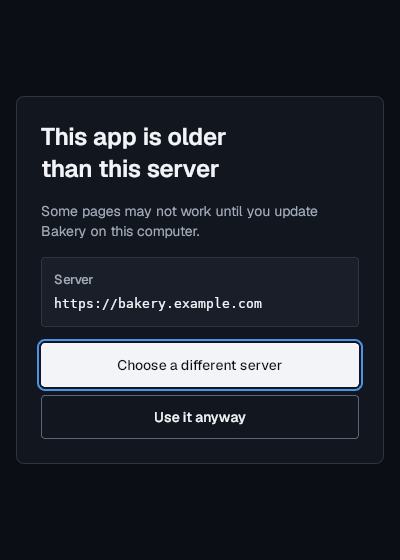 This app is older
than this server
Some pages may not work until you update
Bakery on this computer.
Server
https://bakery.example.com
Choose a different server
Use it anyway